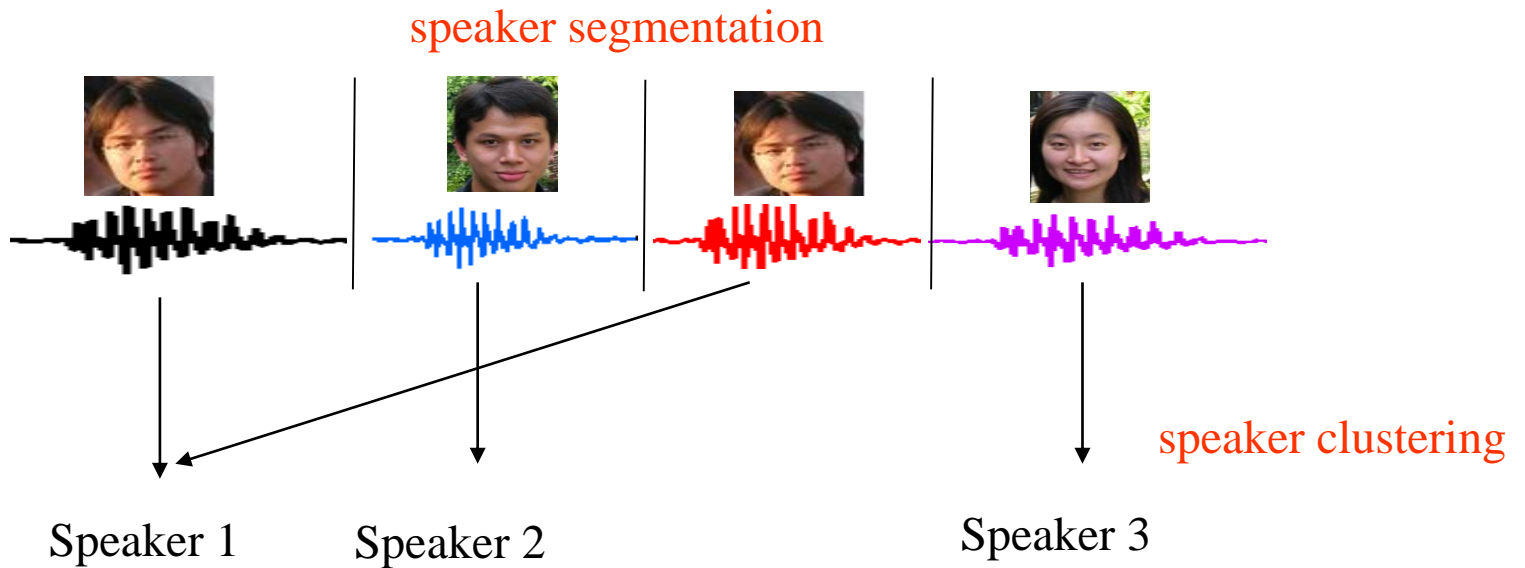 speaker segmentation
speaker clustering
Speaker 1
Speaker 2
Speaker 3